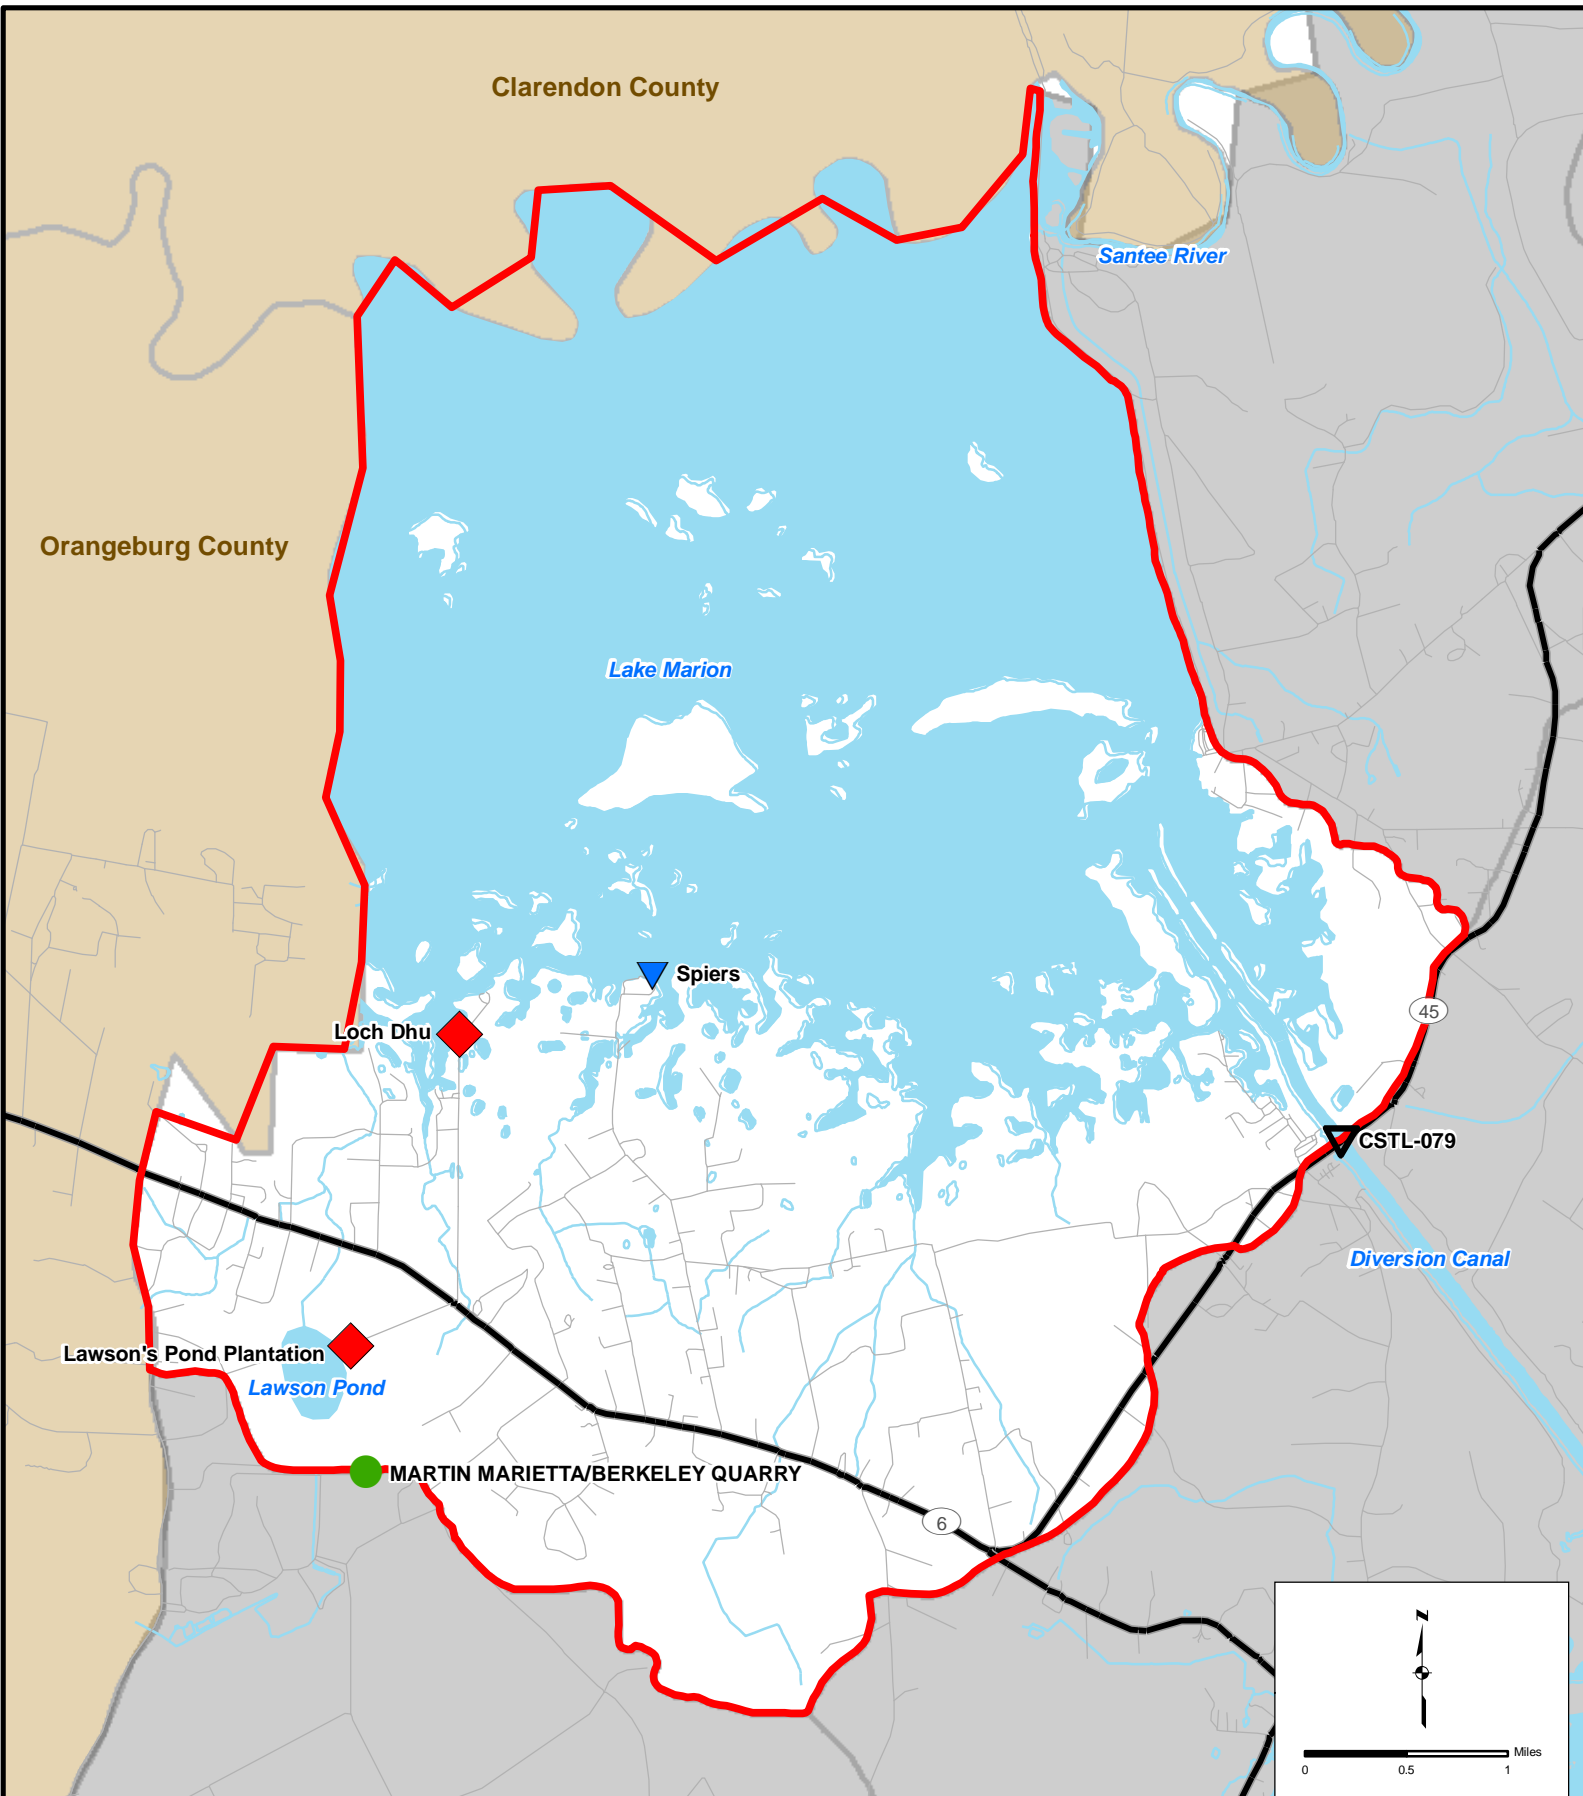 Clarendon County
Santee River
Orangeburg County
Lake Marion
Spiers
45
Loch Dhu
CSTL-079
Diversion Canal
Lawson's Pond Plantation
Lawson Pond
MARTIN MARIETTA/BERKELEY QUARRY
6
N
Miles
0 0.5 1